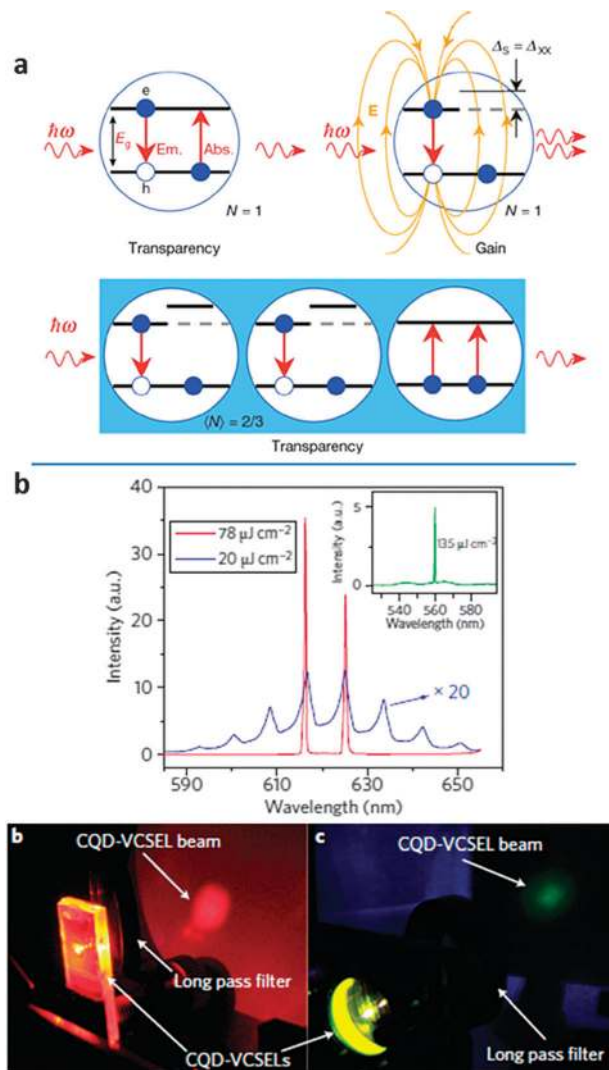 a
e
Eg
Em.
Abs.
ħω
h
N = 1
Transparency
ħω
E
Δs = Δxx
N = 1
Gain
ħω
⟨N⟩ = 2/3
Transparency
b
40
30
20
10
0
Intensity (a.u.)
78 μJ cm−2
20 μJ cm−2
5
0
Intensity (a.u.)
13.5 μJ cm−2
540 560 580
Wavelength (nm)
× 20
590 610 630 650
Wavelength (nm)
b
CQD-VCSEL beam
Long pass filter
CQD-VCSELs
c
CQD-VCSEL beam
Long pass filter